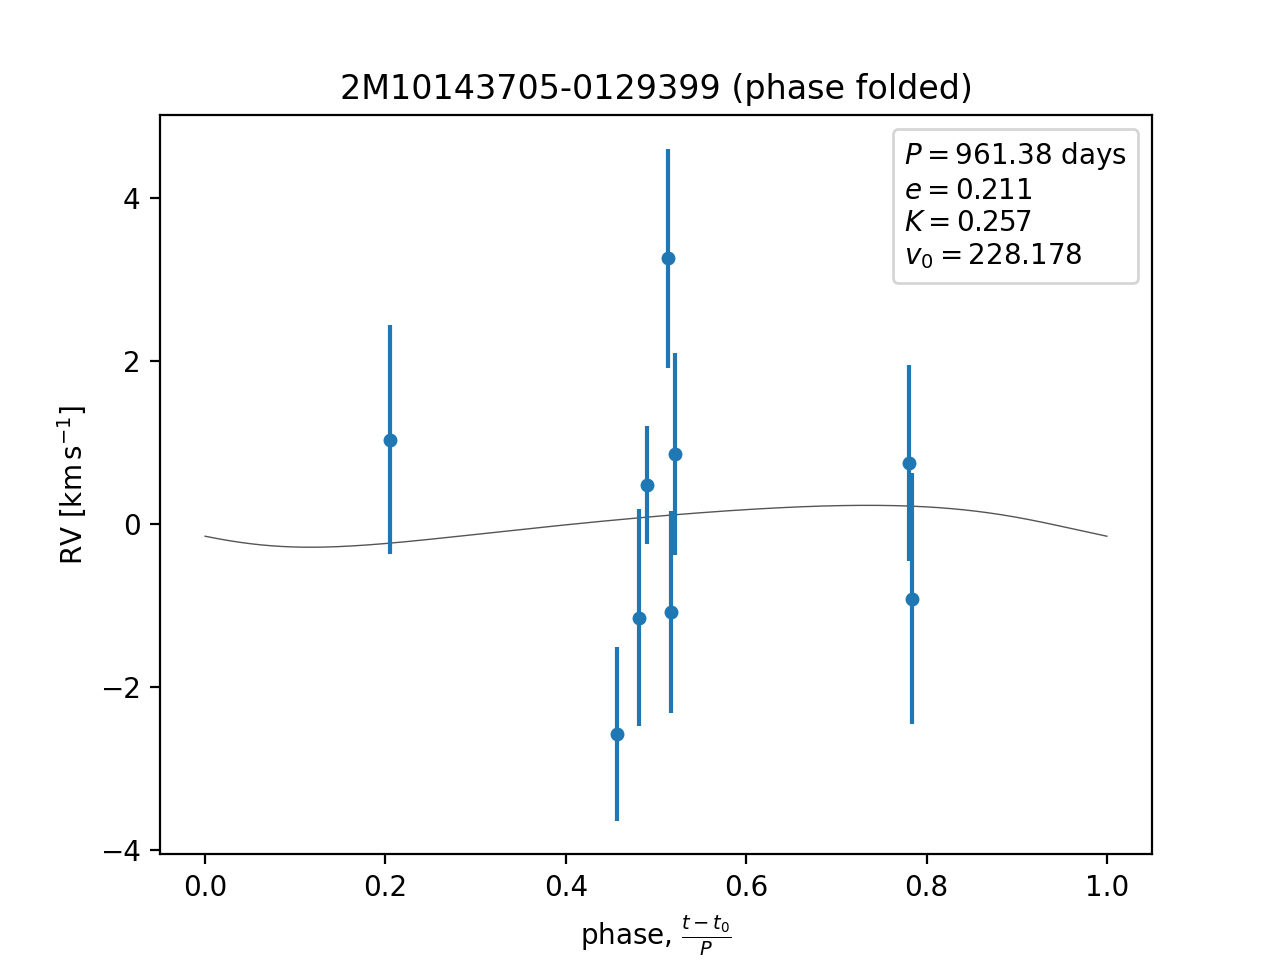 2M10143705-0129399 (phase folded)
P = 961.38 days
e = 0.211
K = 0.257
v₀ = 228.178
RV [km s⁻¹]
4
2
0
−2
−4
0.0 0.2 0.4 0.6 0.8 1.0
phase, (t − t₀)/P